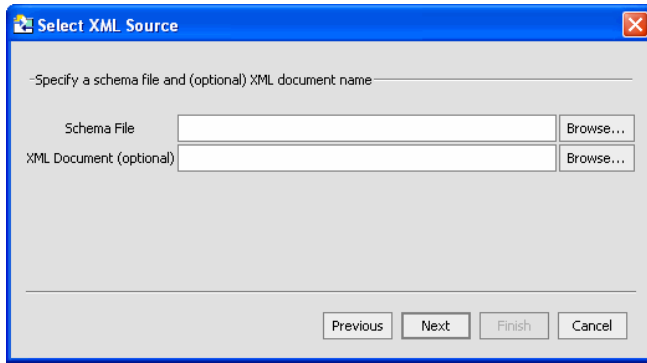 Select XML Source
Specify a schema file and (optional) XML document name
Schema File Browse...
XML Document (optional) Browse...
Previous Next Finish Cancel